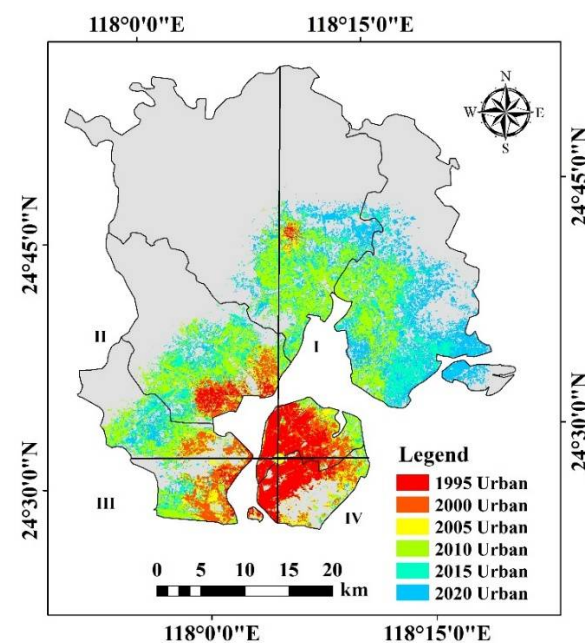 118°0'0"E 118°15'0"E
N
W E
S
24°45'0"N
24°45'0"N
II I
24°30'0"N
24°30'0"N
III IV
Legend
1995 Urban
2000 Urban
2005 Urban
2010 Urban
2015 Urban
2020 Urban
0 5 10 15 20
km
118°0'0"E 118°15'0"E